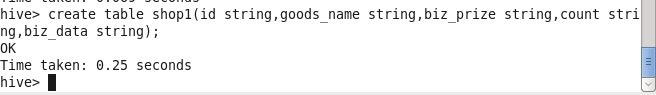 hive> create table shop1(id string,goods_name string,biz_prize string,count stri
ng,biz_data string);
OK
Time taken: 0.25 seconds
hive>